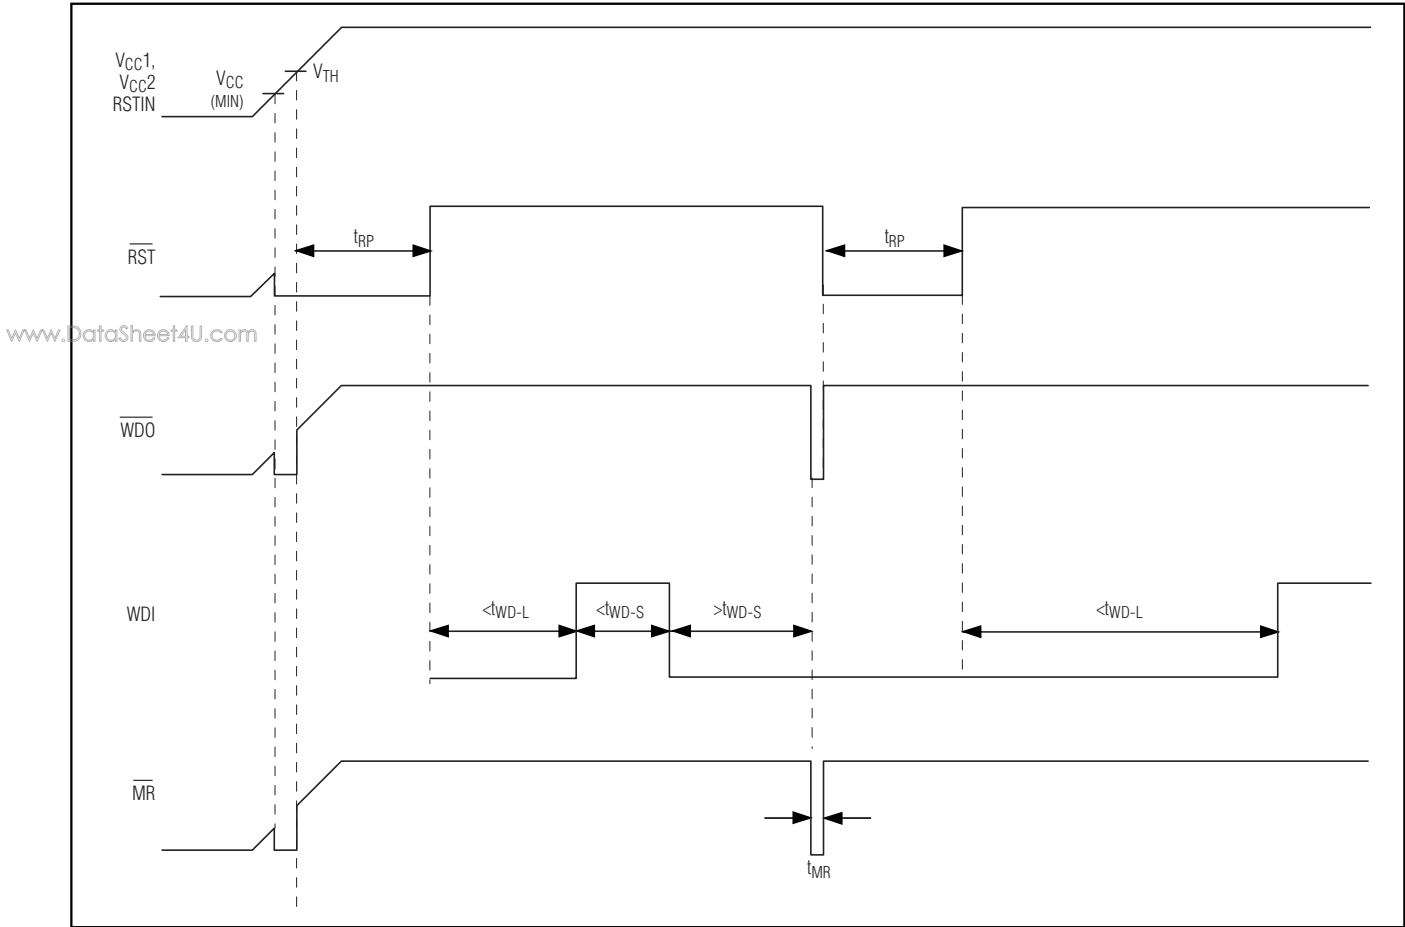 VCC1,
VCC2
RSTIN
VCC
(MIN)
VTH
RST
tRP
tRP
www.DataSheet4U.com
WDO
WDI
<tWD-L
<tWD-S
>tWD-S
<tWD-L
MR
tMR